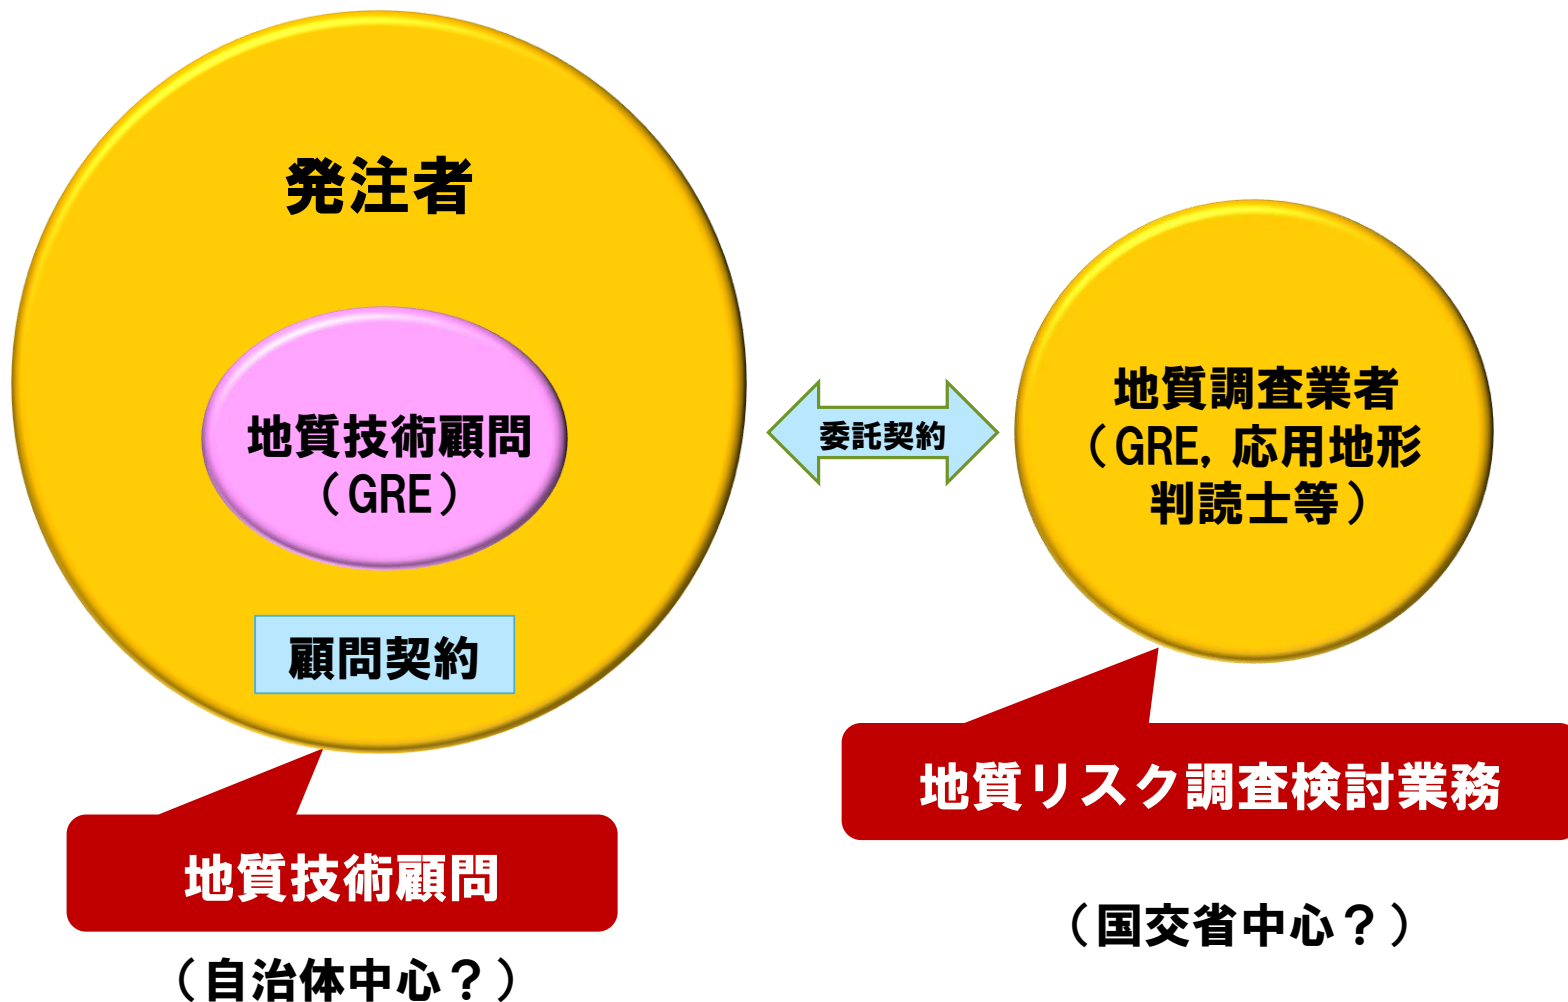 発注者
地質技術顧問
（GRE）
顧問契約
地質技術顧問
（自治体中心？）
委託契約
地質調査業者
（GRE，応用地形
判読士等）
地質リスク調査検討業務
（国交省中心？）